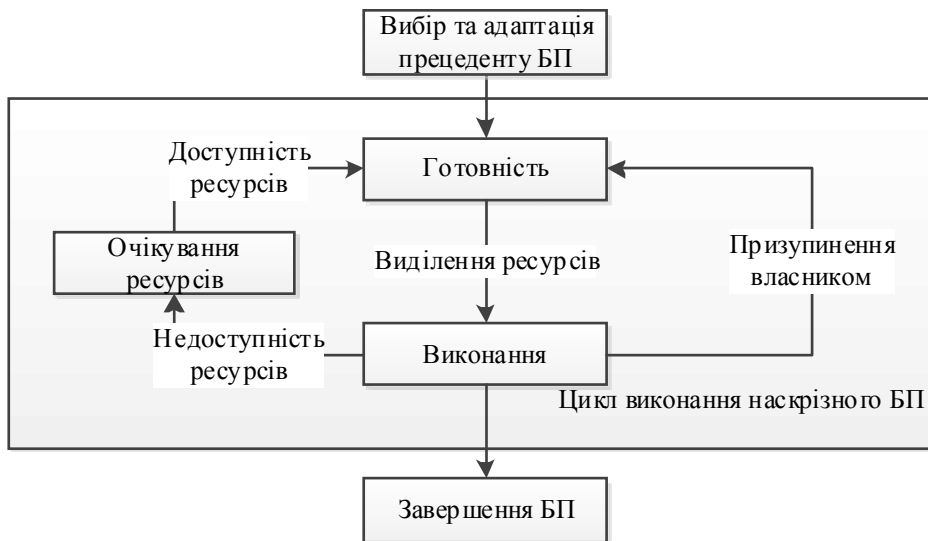 Вибір та адаптація
прецеденту БП
Доступність
ресурсів
Готовність
Очікування
ресурсів
Виділення ресурсів
Призупинення
власником
Недоступність
ресурсів
Виконання
Цикл виконання наскрізного БП
Завершення БП